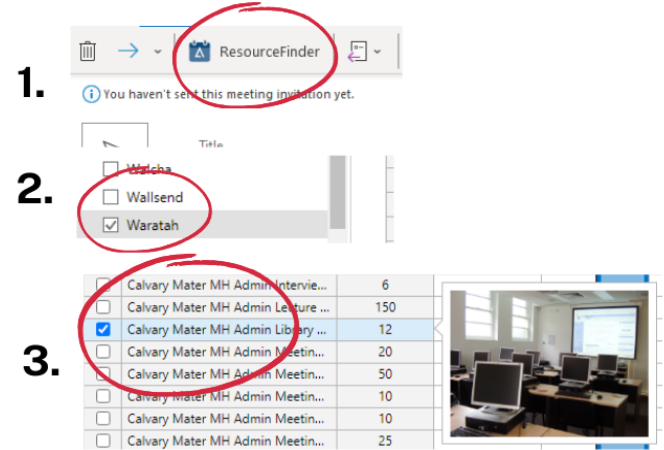 1.
ResourceFinder
You haven't sent this meeting invitation yet.
Title
2.
Walcha
Wallsend
Waratah
3.
Calvary Mater MH Admin Intervie... 6
Calvary Mater MH Admin Lecture ... 150
Calvary Mater MH Admin Library ... 12
Calvary Mater MH Admin Meetin... 20
Calvary Mater MH Admin Meetin... 50
Calvary Mater MH Admin Meetin... 10
Calvary Mater MH Admin Meetin... 10
Calvary Mater MH Admin Meetin... 25